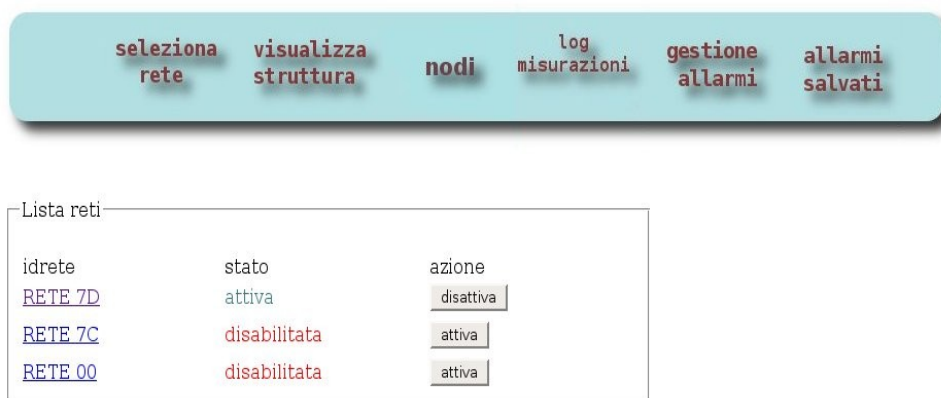 seleziona rete
visualizza struttura
nodi
log misurazioni
gestione allarmi
allarmi salvati
Lista reti
idrete stato azione
RETE 7D attiva disattiva
RETE 7C disabilitata attiva
RETE 00 disabilitata attiva